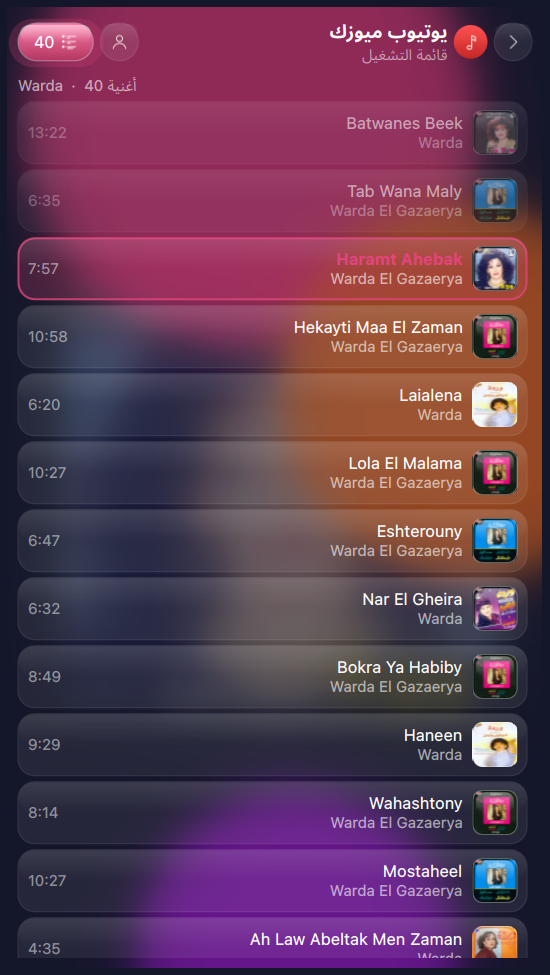 يوتيوب ميوزك
قائمة التشغيل
40
Warda · 40 أغنية
Batwanes Beek
Warda
13:22
Tab Wana Maly
Warda El Gazaerya
6:35
Haramt Ahebak
Warda El Gazaerya
7:57
Hekayti Maa El Zaman
Warda El Gazaerya
10:58
Laialena
Warda
6:20
Lola El Malama
Warda El Gazaerya
10:27
Eshterouny
Warda El Gazaerya
6:47
Nar El Gheira
Warda
6:32
Bokra Ya Habiby
Warda El Gazaerya
8:49
Haneen
Warda
9:29
Wahashtony
Warda El Gazaerya
8:14
Mostaheel
Warda El Gazaerya
10:27
Ah Law Abeltak Men Zaman
Warda
4:35